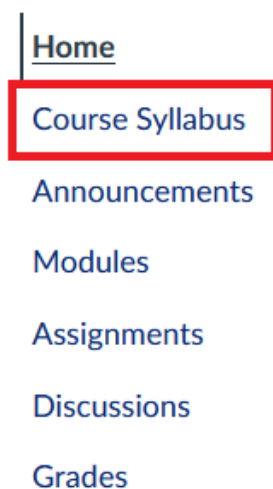 Home
Course Syllabus
Announcements
Modules
Assignments
Discussions
Grades